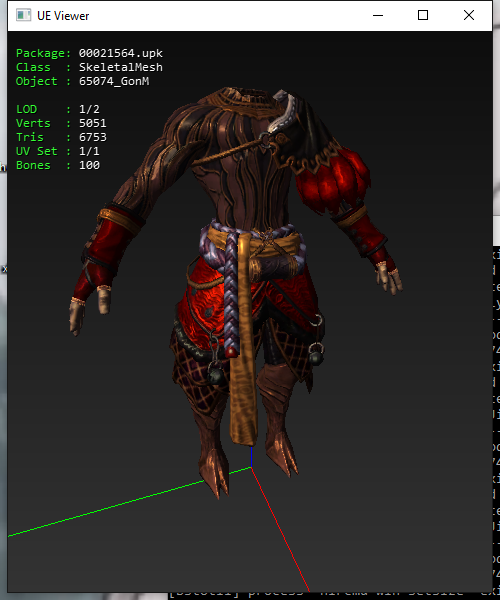 UE Viewer
Package: 00021564.upk
Class : SkeletalMesh
Object : 65074_GonM
LOD : 1/2
Verts : 5051
Tris : 6753
UV Set : 1/1
Bones : 100